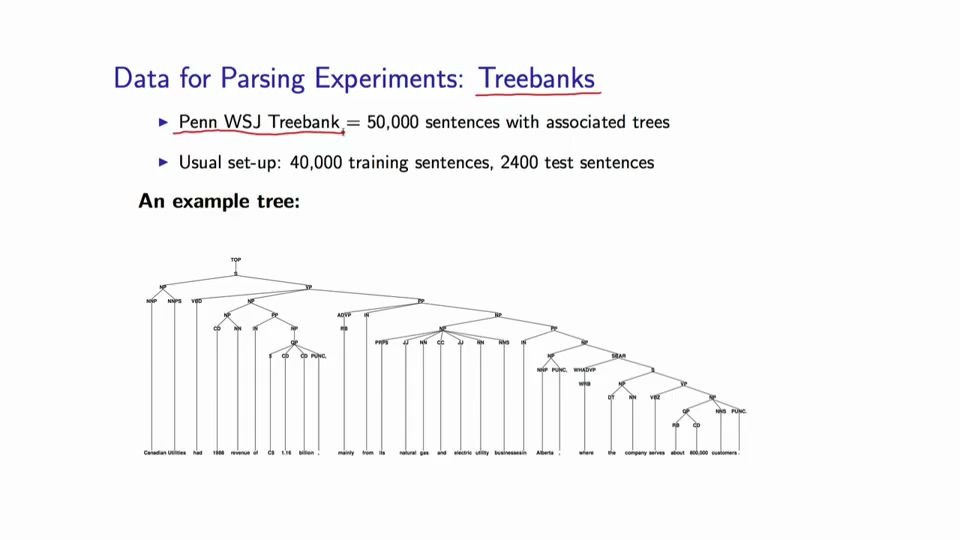 Data for Parsing Experiments: Treebanks
► Penn WSJ Treebank = 50,000 sentences with associated trees
► Usual set-up: 40,000 training sentences, 2400 test sentences
An example tree:
TOP
S
NP VP
NNP NNPS VBD NP PP
NP PP ADVP IN NP
CD NN IN NP RB NP PP
QP PRP$ JJ NN CC JJ NN NNS IN NP
$ CD CD PUNC, NP SBAR
NNP PUNC, WHADVP S
WRB NP VP
DT NN VBZ NP
QP NNS PUNC.
RB CD
Canadian Utilities had 1988 revenue of C$ 1.16 billion , mainly from its natural gas and electric utility businesses in Alberta , where the company serves about 800,000 customers .